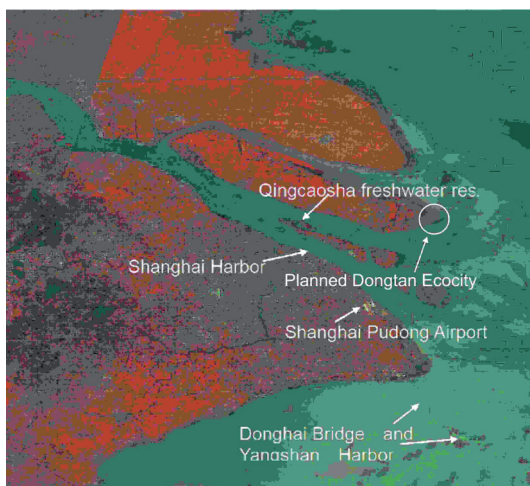 Qingcaosha freshwater res.
Shanghai Harbor
Planned Dongtan Ecocity
Shanghai Pudong Airport
Donghai Bridge and
Yangshan Harbor